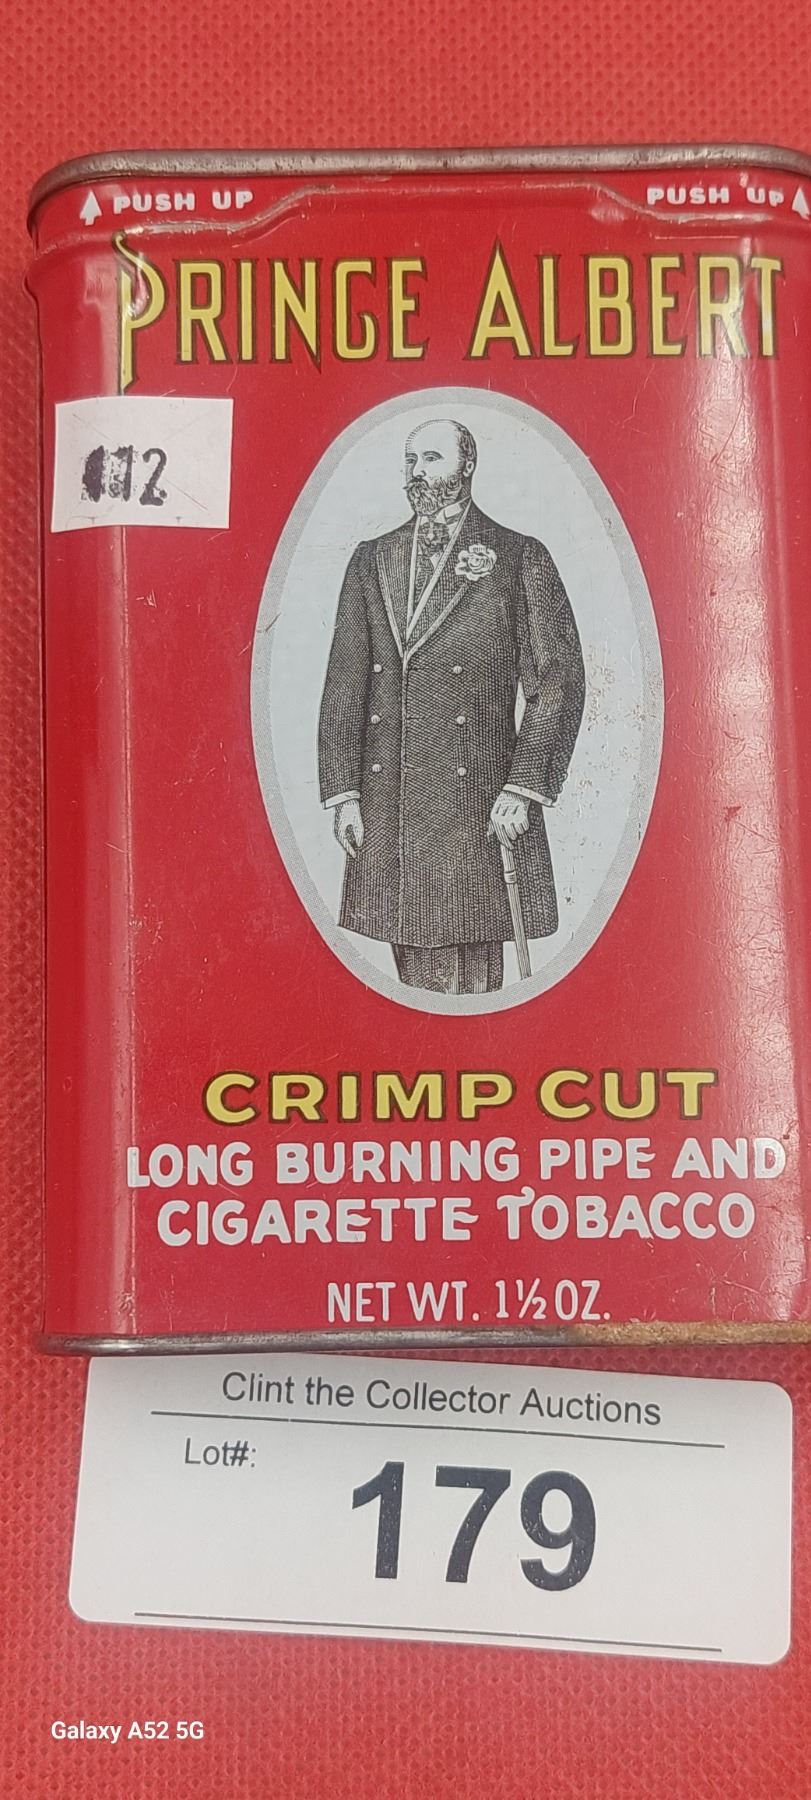 PUSH UP PUSH UP
PRINCE ALBERT
12
CRIMP CUT
LONG BURNING PIPE AND
CIGARETTE TOBACCO
NET WT. 1½ OZ.
Clint the Collector Auctions
Lot#:
179
Galaxy A52 5G